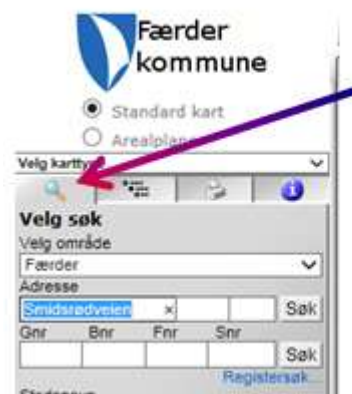 Færder
kommune
Standard kart
Arealplaner
Velg karttype
Velg søk
Velg område
Færder
Adresse
Smidsrødveien × Søk
Gnr Bnr Fnr Snr
Søk
Registersøk...